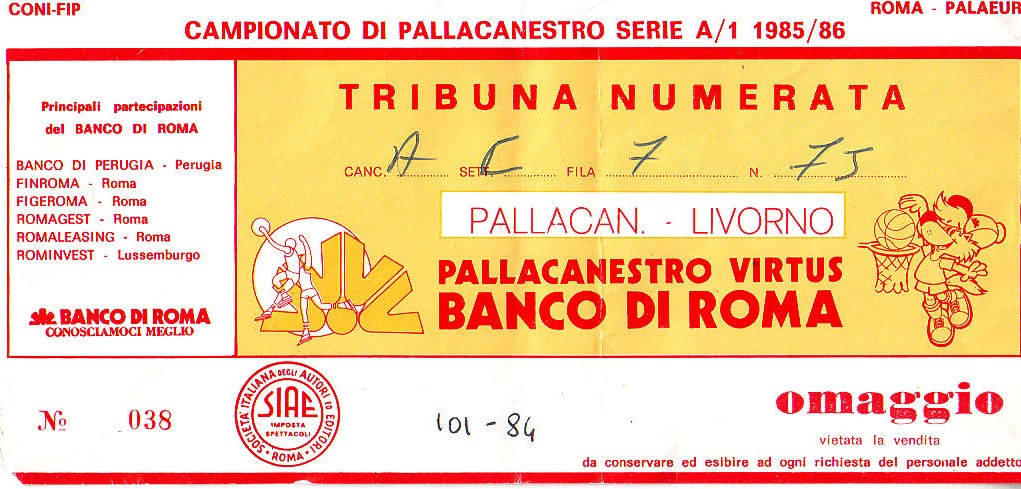 CONI-FIP
ROMA - PALAEUR
CAMPIONATO DI PALLACANESTRO SERIE A/1 1985/86
Principali partecipazioni
del BANCO DI ROMA
BANCO DI PERUGIA - Perugia
FINROMA - Roma
FIGEROMA - Roma
ROMAGEST - Roma
ROMALEASING - Roma
ROMINVEST - Lussemburgo
BANCO DI ROMA
CONOSCIAMOCI MEGLIO
TRIBUNA NUMERATA
CANC. A SETT. C FILA 7 N. 75
PALLACAN. - LIVORNO
PALLACANESTRO VIRTUS
BANCO DI ROMA
No 038
SOCIETA' ITALIANA DEGLI AUTORI ED EDITORI
SIAE
IMPOSTA
SPETTACOLI
• ROMA •
101 - 84
omaggio
vietata la vendita
da conservare ed esibire ad ogni richiesta del personale addetto